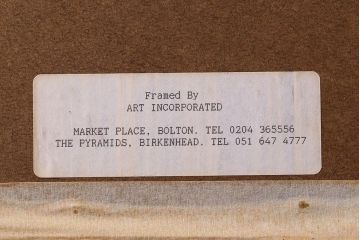 Framed By
ART INCORPORATED
MARKET PLACE, BOLTON. TEL 0204 365556
THE PYRAMIDS, BIRKENHEAD. TEL 051 647 4777